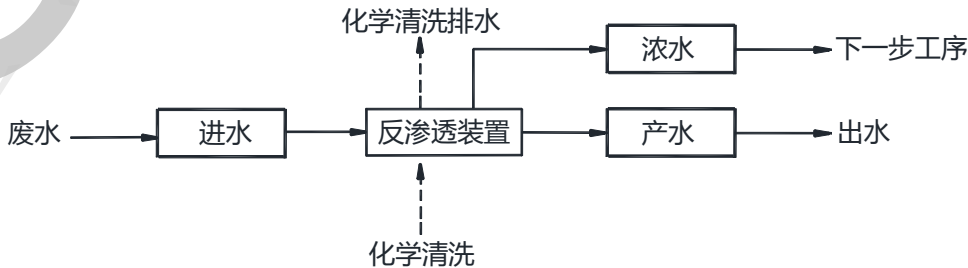 化学清洗排水
浓水
下一步工序
废水
进水
反渗透装置
产水
出水
化学清洗